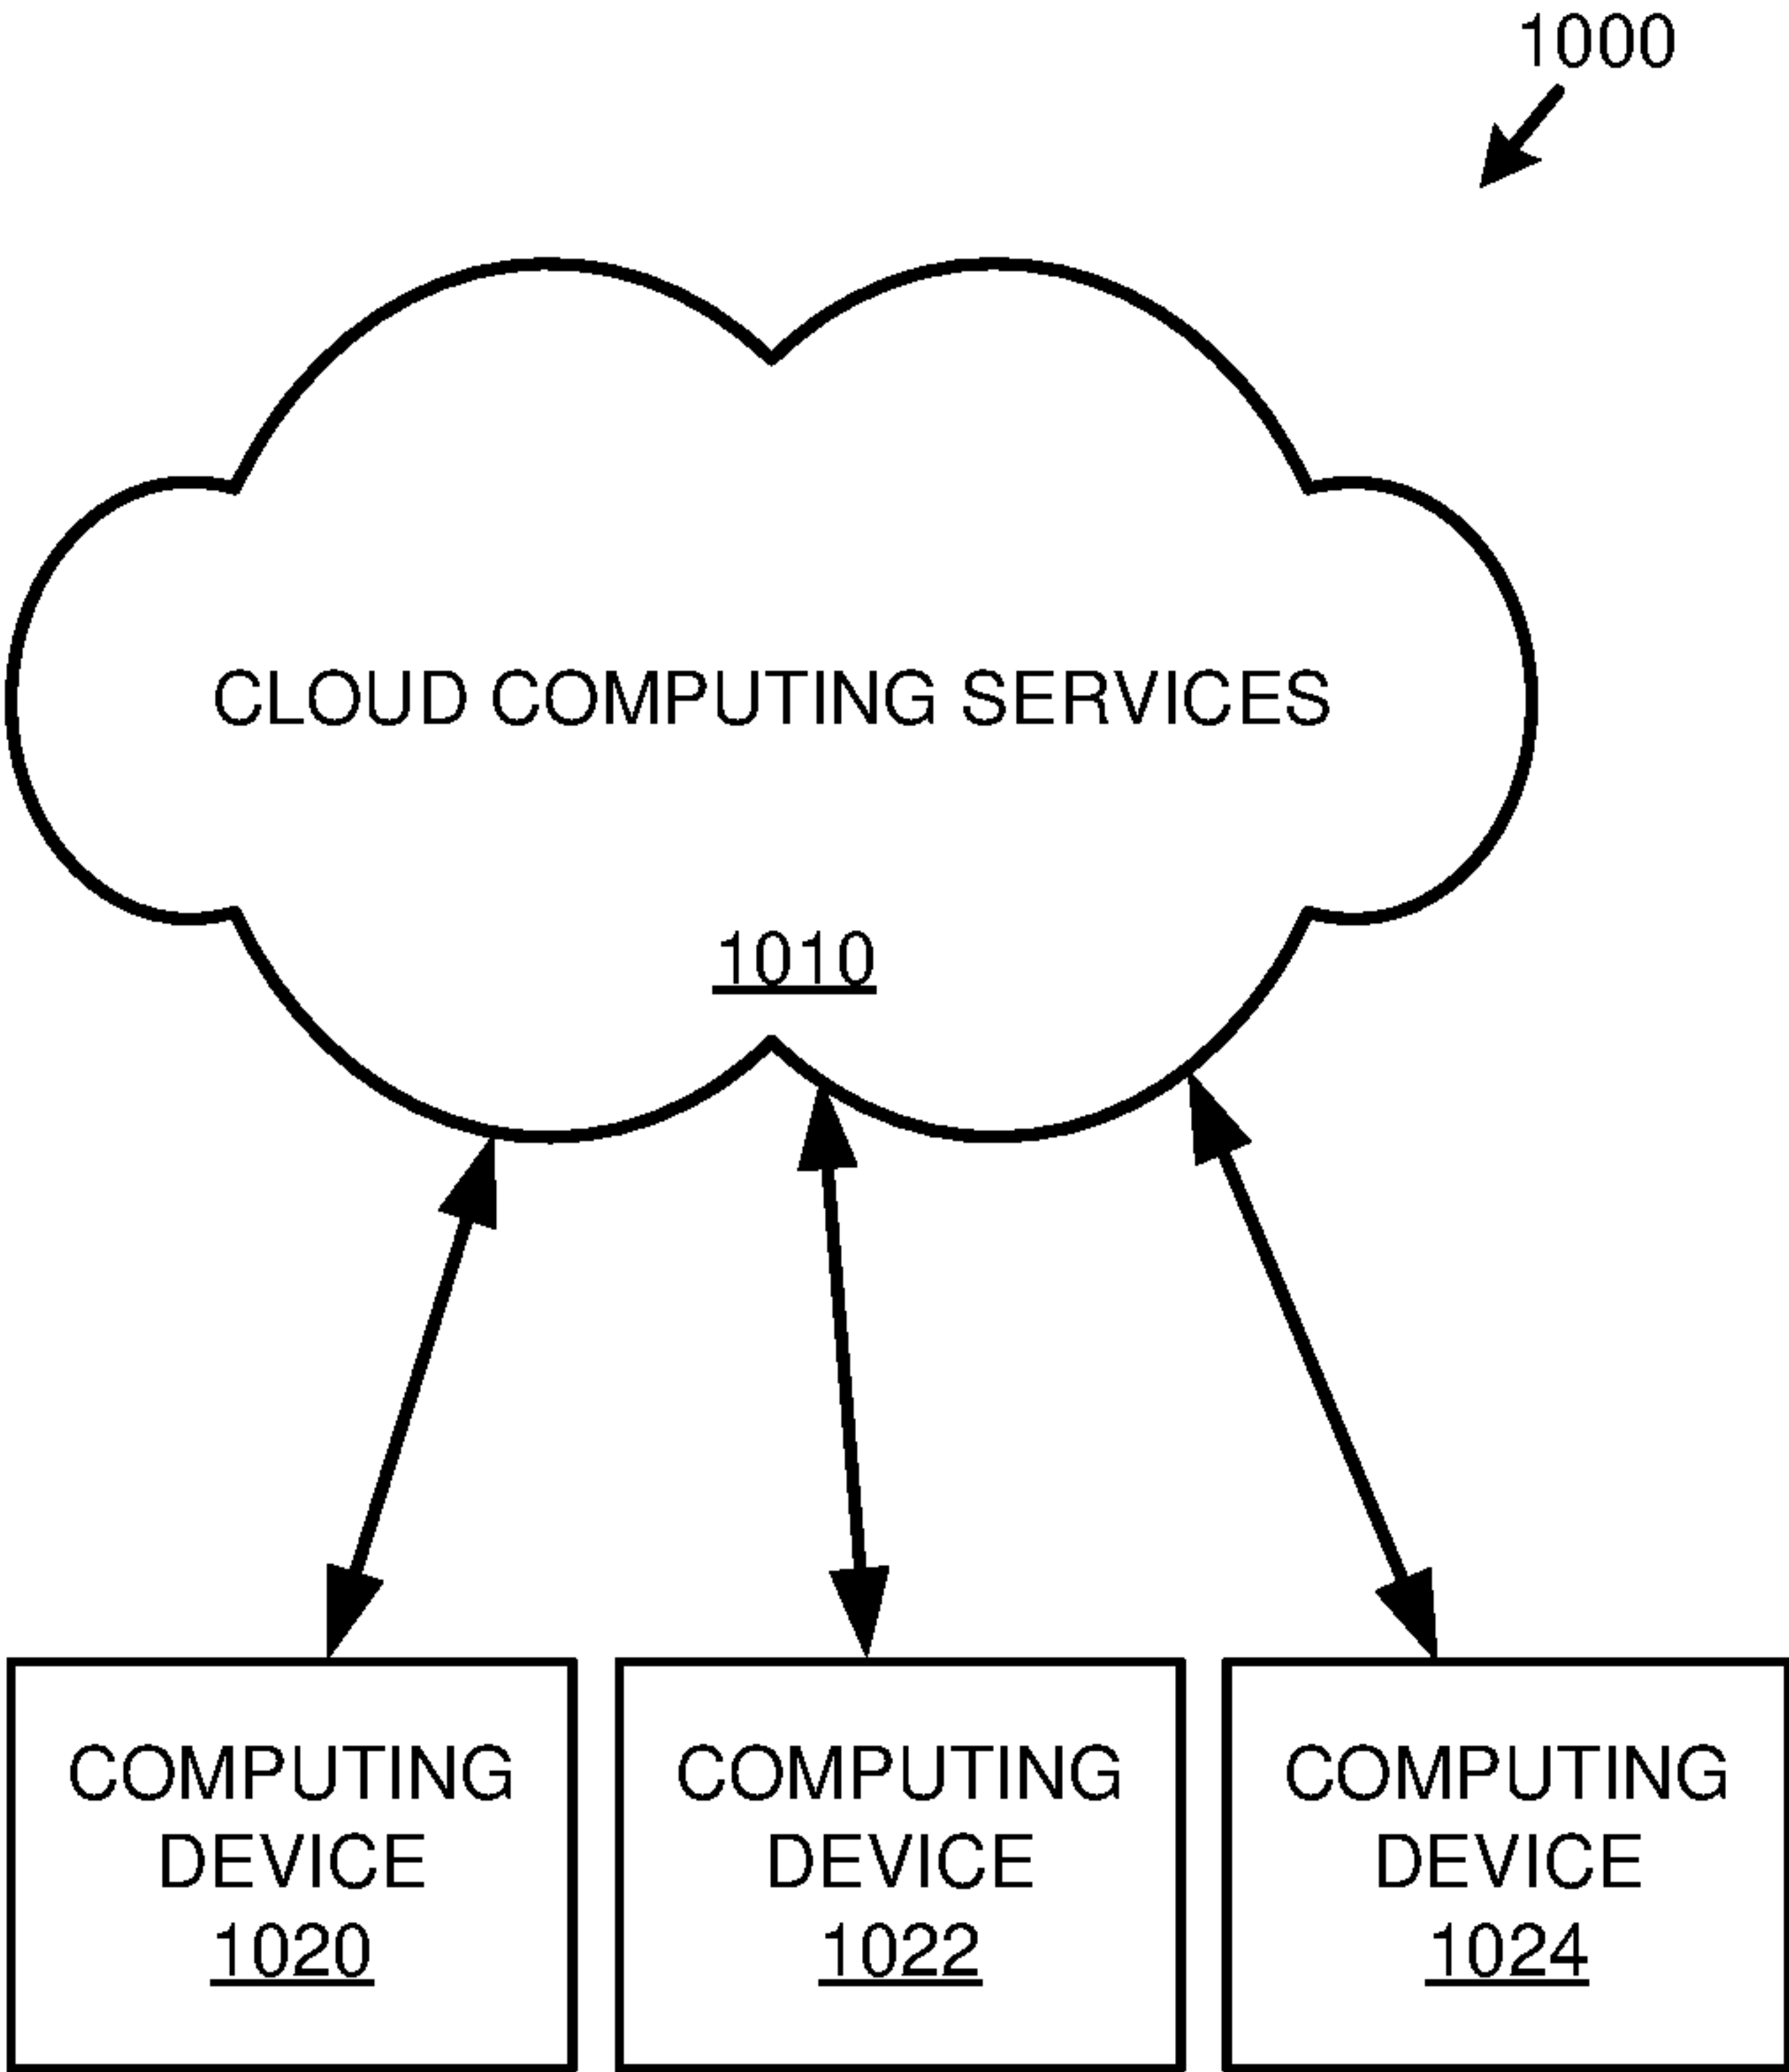 1000
CLOUD COMPUTING SERVICES
1010
COMPUTING
DEVICE
1020
COMPUTING
DEVICE
1022
COMPUTING
DEVICE
1024